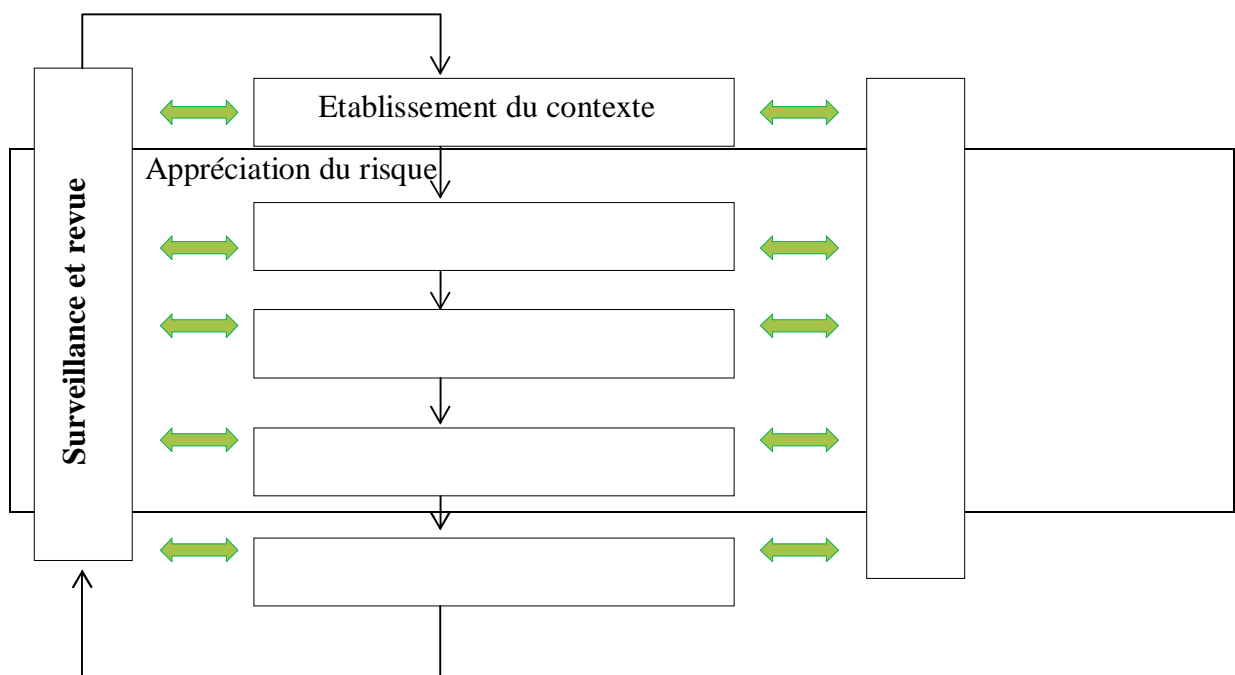 Etablissement du contexte
Appréciation du risque
Surveillance et revue